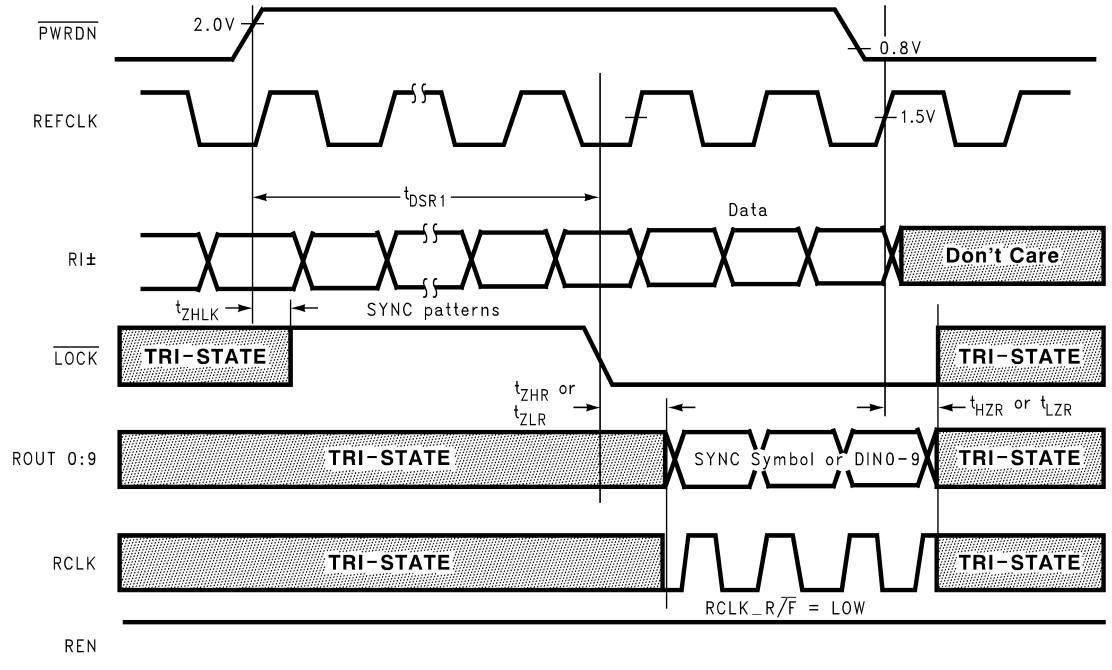 PWRDN
2.0V
0.8V
REFCLK
1.5V
tDSR1
Data
RI±
Don't Care
tZHLK
SYNC patterns
LOCK
TRI-STATE
TRI-STATE
tZHR or
tZLR
tHZR or tLZR
ROUT 0:9
TRI-STATE
SYNC Symbol or DIN0-9
TRI-STATE
RCLK
TRI-STATE
TRI-STATE
RCLK_R/F = LOW
REN